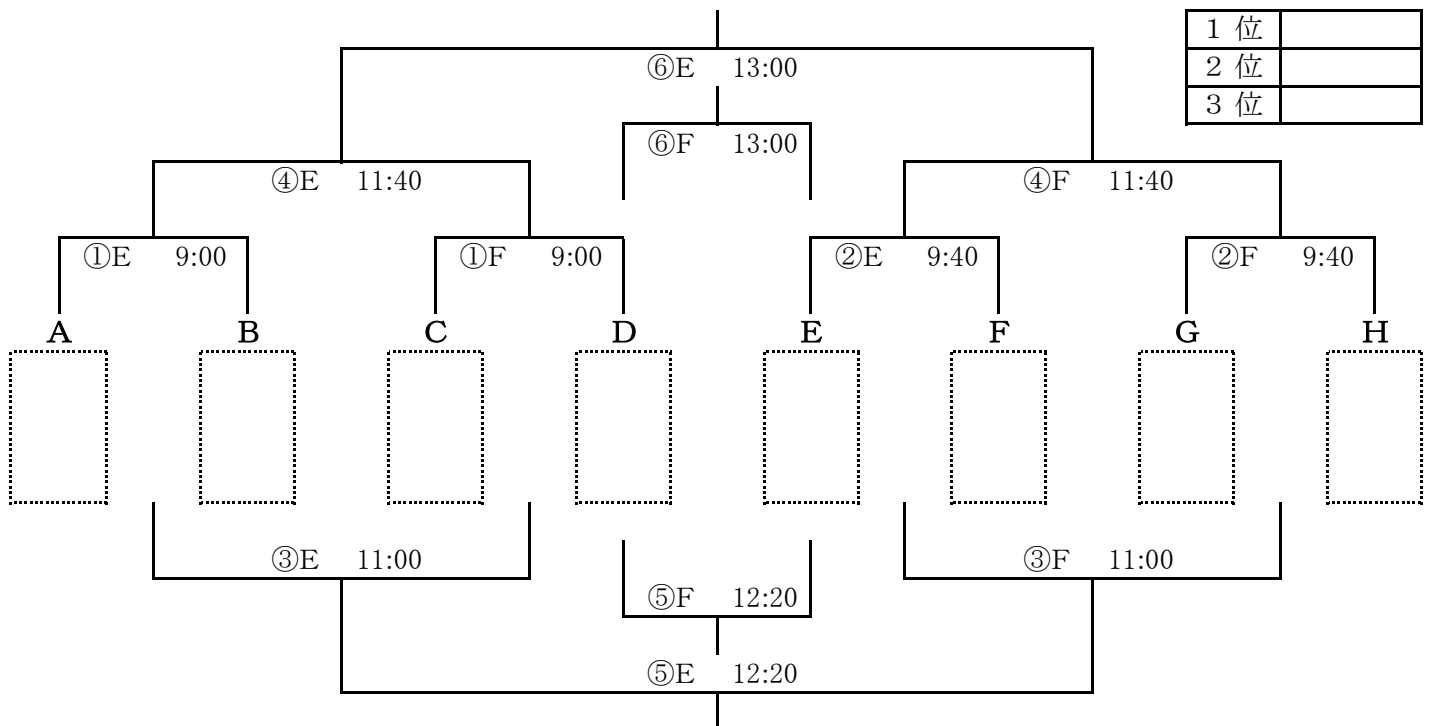 1 位
⑥E 13:00
2 位
3 位
⑥F 13:00
④E 11:40
④F 11:40
①E 9:00
①F 9:00
②E 9:40
②F 9:40
A B C D E F G H
③E 11:00
③F 11:00
⑤F 12:20
⑤E 12:20